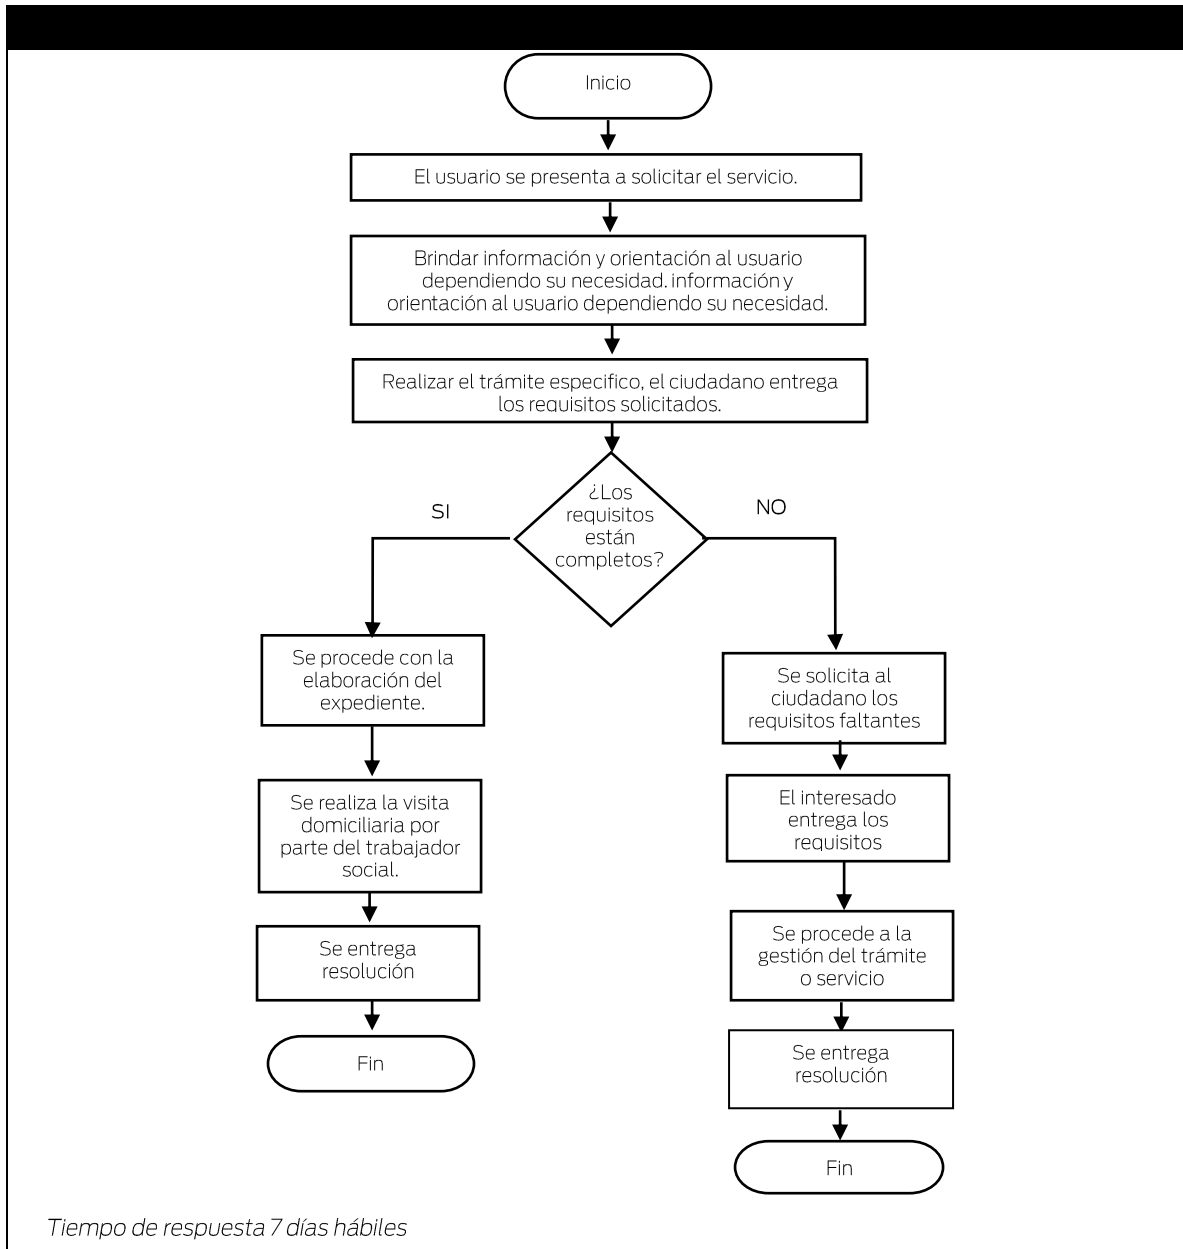 Inicio
El usuario se presenta a solicitar el servicio.
Brindar información y orientación al usuario
dependiendo su necesidad. información y
orientación al usuario dependiendo su necesidad.
Realizar el trámite especifico, el ciudadano entrega
los requisitos solicitados.
¿Los
requisitos
están
completos?
SI
NO
Se procede con la
elaboración del
expediente.
Se realiza la visita
domiciliaria por
parte del trabajador
social.
Se entrega
resolución
Fin
Se solicita al
ciudadano los
requisitos faltantes
El interesado
entrega los
requisitos
Se procede a la
gestión del trámite
o servicio
Se entrega
resolución
Fin
Tiempo de respuesta 7 días hábiles